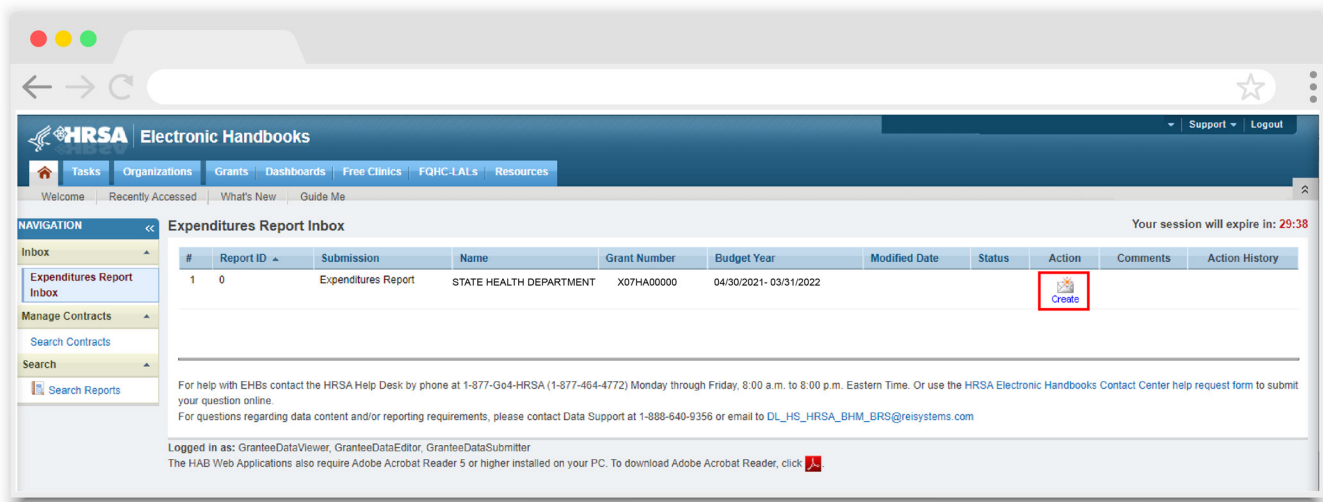 HRSA Electronic Handbooks
Support Logout
Tasks Organizations Grants Dashboards Free Clinics FQHC-LALs Resources
Welcome Recently Accessed What's New Guide Me
NAVIGATION
Expenditures Report Inbox
Your session will expire in: 29:38
Inbox
Expenditures Report
Inbox
Manage Contracts
Search Contracts
Search
Search Reports
# Report ID Submission Name Grant Number Budget Year Modified Date Status Action Comments Action History
1 0 Expenditures Report STATE HEALTH DEPARTMENT X07HA00000 04/30/2021- 03/31/2022
Create
For help with EHBs contact the HRSA Help Desk by phone at 1-877-Go4-HRSA (1-877-464-4772) Monday through Friday, 8:00 a.m. to 8:00 p.m. Eastern Time. Or use the HRSA Electronic Handbooks Contact Center help request form to submit
your question online.
For questions regarding data content and/or reporting requirements, please contact Data Support at 1-888-640-9356 or email to DL_HS_HRSA_BHM_BRS@reisystems.com
Logged in as: GranteeDataViewer, GranteeDataEditor, GranteeDataSubmitter
The HAB Web Applications also require Adobe Acrobat Reader 5 or higher installed on your PC. To download Adobe Acrobat Reader, click .